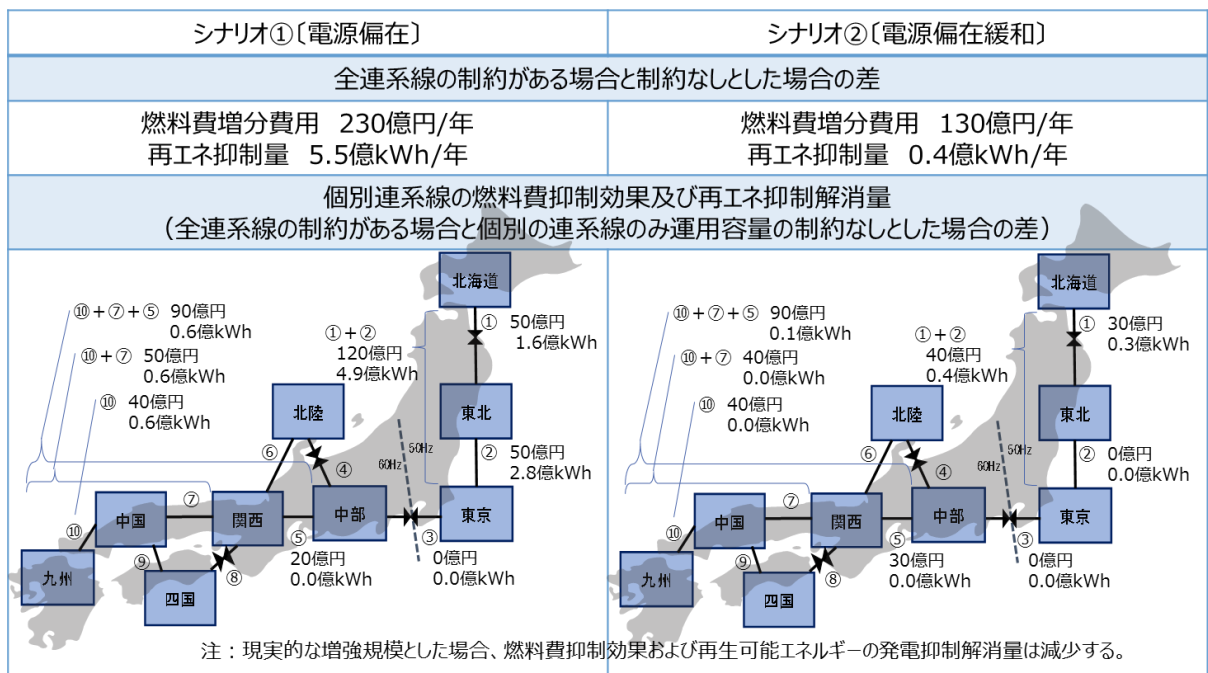 シナリオ①〔電源偏在〕
シナリオ②〔電源偏在緩和〕
全連系線の制約がある場合と制約なしとした場合の差
燃料費増分費用　230億円/年
再エネ抑制量　5.5億kWh/年
燃料費増分費用　130億円/年
再エネ抑制量　0.4億kWh/年
個別連系線の燃料費抑制効果及び再エネ抑制解消量
（全連系線の制約がある場合と個別の連系線のみ運用容量の制約なしとした場合の差）
北海道
⑩＋⑦＋⑤　90億円
0.6億kWh
①＋②
120億円
4.9億kWh
①　50億円
1.6億kWh
⑩＋⑦　50億円
0.6億kWh
⑩　40億円
0.6億kWh
北陸
東北
⑥
④
60Hz
50Hz
②　50億円
2.8億kWh
中国
⑦
関西
中部
東京
⑩
⑤
③
20億円
0.0億kWh
0億円
0.0億kWh
九州
⑨
四国
⑧
北海道
⑩＋⑦＋⑤　90億円
0.1億kWh
①＋②
40億円
0.4億kWh
①　30億円
0.3億kWh
⑩＋⑦　40億円
0.0億kWh
⑩　40億円
0.0億kWh
北陸
東北
⑥
④
60Hz
50Hz
②　0億円
0.0億kWh
中国
⑦
関西
中部
東京
⑩
⑤
③
30億円
0.0億kWh
0億円
0.0億kWh
九州
⑨
四国
⑧
注：現実的な増強規模とした場合、燃料費抑制効果および再生可能エネルギーの発電抑制解消量は減少する。